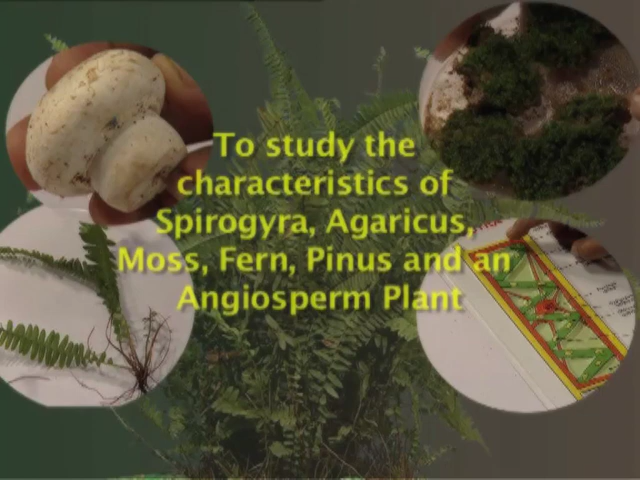 To study the
characteristics of
Spirogyra, Agaricus,
Moss, Fern, Pinus and an
Angiosperm Plant